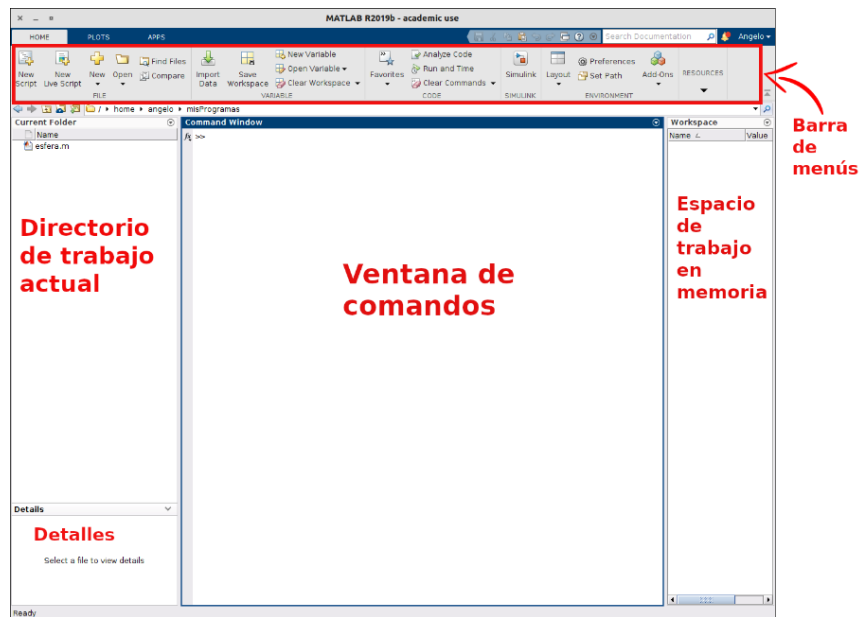 MATLAB R2019b - academic use
HOME PLOTS APPS
Search Documentation Angelo
New Script
New Live Script
New
Open
Find Files
Compare
FILE
Import Data
Save Workspace
New Variable
Open Variable
Clear Workspace
VARIABLE
Favorites
Analyze Code
Run and Time
Clear Commands
CODE
Simulink
SIMULINK
Layout
Preferences
Set Path
Add-Ons
ENVIRONMENT
RESOURCES
Barra
de
menús
/ home angelo misProgramas
Current Folder
Name
esfera.m
Directorio
de trabajo
actual
Command Window
fx >>
Ventana de
comandos
Workspace
Name Value
Espacio
de
trabajo
en
memoria
Details
Detalles
Select a file to view details
Ready